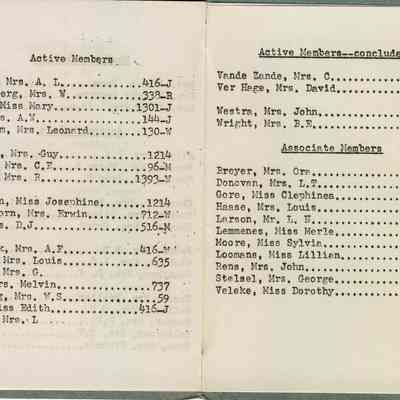 Active Members
Mrs. A. L. 416-J
berg, Mrs. W. 338-R
Miss Mary 1301-J
s. A.W. 144-J
m, Mrs. Leonard 130-W
, Mrs. Guy 1214
Mrs. C.E. 96-M
Mrs. R. 1393-W
n, Miss Josephine 1214
orn, Mrs. Erwin 712-W
s. D.J. 516-M
k, Mrs. A.F. 416-W
Mrs. Louis 635
Mrs. G.
rs, Melvin 737
g, Mrs. W.S. 59
iss Edith 416-J
Mrs. L
Active Members--conclude
Vande Zande, Mrs. C.
Ver Hage, Mrs. David
Westra, Mrs. John
Wright, Mrs. B.E.
Associate Members
Breyer, Mrs. Ora
Donovan, Mrs. L.T.
Gore, Miss Clephinea
Haase, Mrs. Louis
Larson, Mr. L. H.
Lemmenes, Miss Merle
Moore, Miss Sylvia
Loomans, Miss Lillien
Rens, Mrs. John
Stelsel, Mrs. George
Veleke, Miss Dorothy